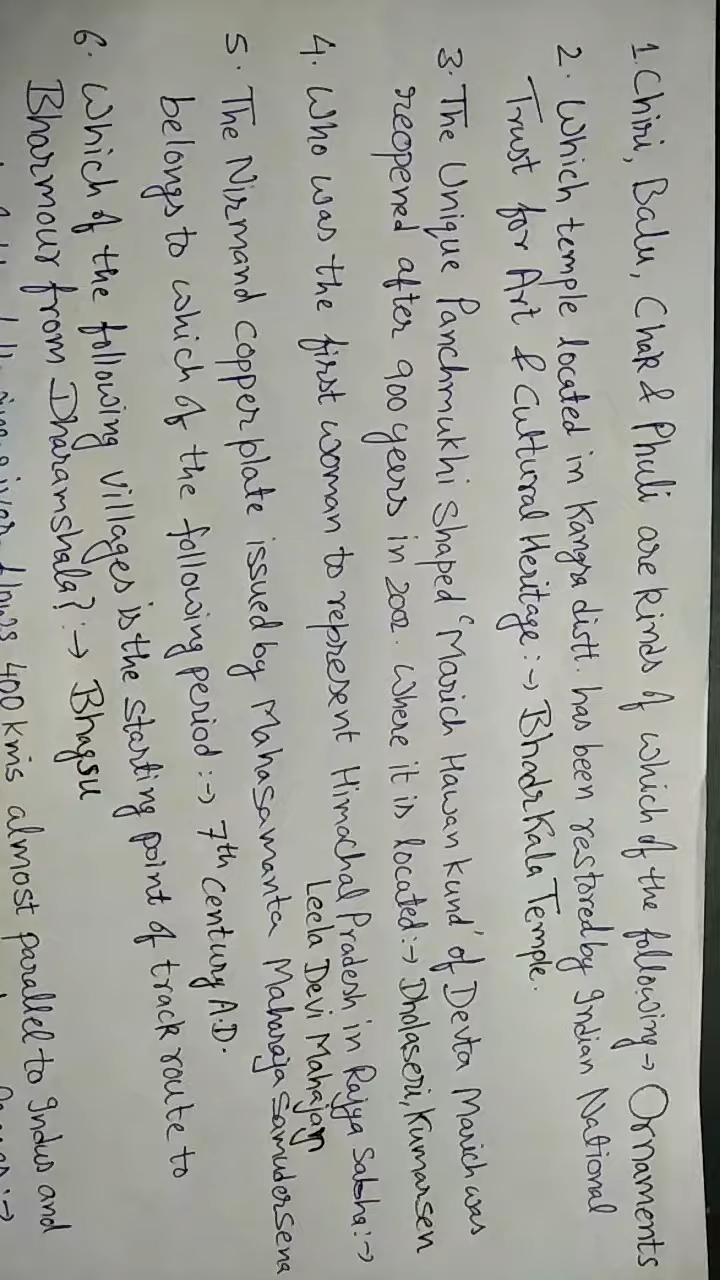 1. Chiri, Balu, Chak & Phuli are kinds of which of the following → Ornaments
2. Which temple located in Kangra distt. has been restored by Indian National
Trust for Art & Cultural Heritage :→ Bhadrkala Temple.
3. The Unique Panchmukhi shaped 'Marich Hawan Kund' of Devta Marich was
reopened after 900 years in 2002. Where it is located :→ Dholaseri, Kumarsen
4. Who was the first woman to represent Himachal Pradesh in Rajya Sabha :→
Leela Devi Mahajan
5. The Nirmand copper plate issued by Mahasamanta Maharaja Samudersena
belongs to which of the following period :→ 7th century A.D.
6. Which of the following villages is the starting point of track route to
Bharmour from Dharamshala? :→ Bhagsu
flows 400 kms almost parallel to Indus and